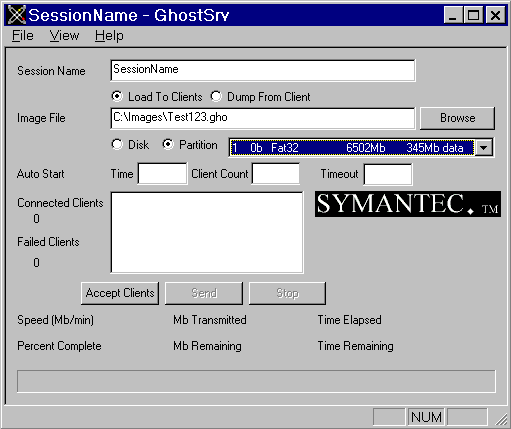 SessionName - GhostSrv
File View Help
Session Name SessionName
Load To Clients Dump From Client
Image File C:\Images\Test123.gho Browse
Disk Partition 1 0b Fat32 6502Mb 345Mb data
Auto Start Time Client Count Timeout
Connected Clients
0
SYMANTEC. TM
Failed Clients
0
Accept Clients Send Stop
Speed (Mb/min) Mb Transmitted Time Elapsed
Percent Complete Mb Remaining Time Remaining
NUM